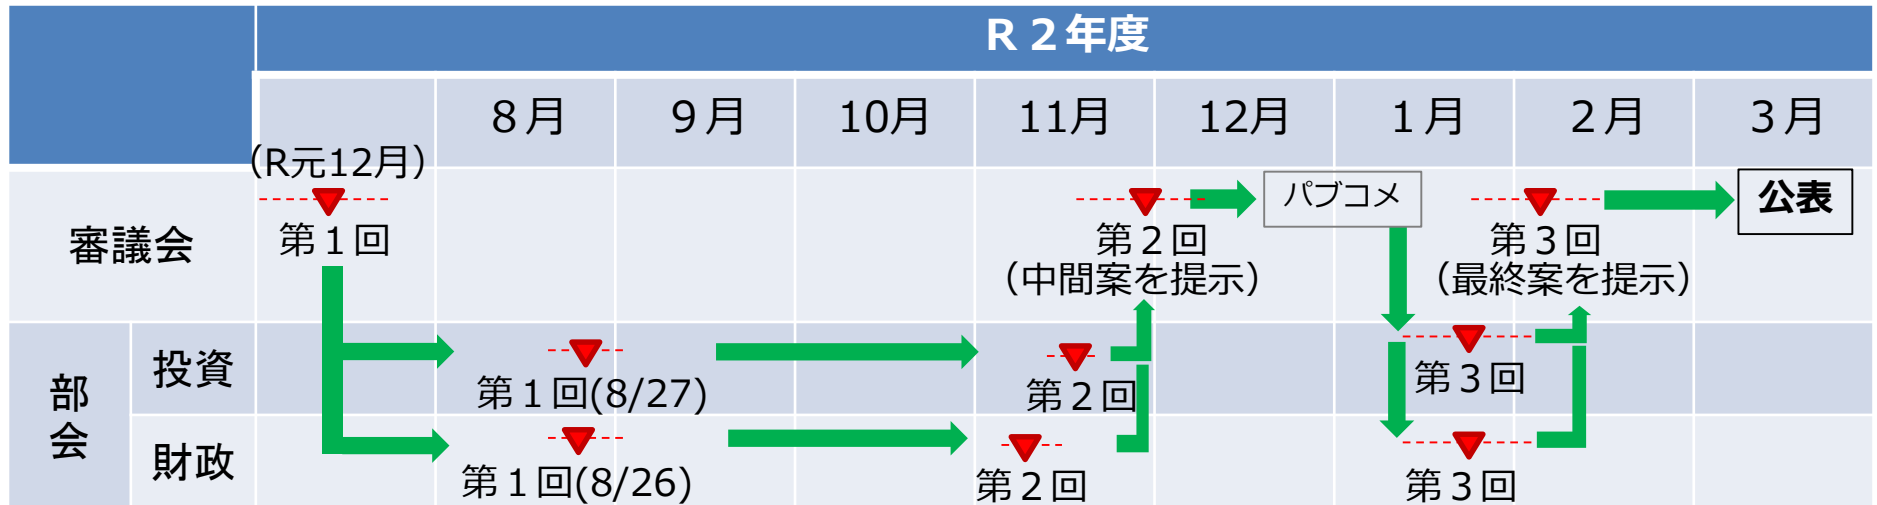 R２年度
８月 ９月 10月 11月 12月 １月 ２月 ３月
（R元12月）
審議会
第１回
第２回
（中間案を提示）
パブコメ
第３回
（最終案を提示）
公表
部会
投資
第１回(8/27)
第２回
第３回
財政
第１回(8/26)
第２回
第３回